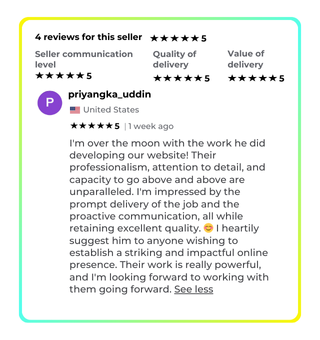 4 reviews for this seller ★★★★★ 5
Seller communication level
★★★★★ 5
Quality of delivery
★★★★★ 5
Value of delivery
★★★★★ 5
P
priyangka_uddin
United States
★★★★★ 5 | 1 week ago
I'm over the moon with the work he did
developing our website! Their
professionalism, attention to detail, and
capacity to go above and above are
unparalleled. I'm impressed by the
prompt delivery of the job and the
proactive communication, all while
retaining excellent quality. 😊 I heartily
suggest him to anyone wishing to
establish a striking and impactful online
presence. Their work is really powerful,
and I'm looking forward to working with
them going forward. See less